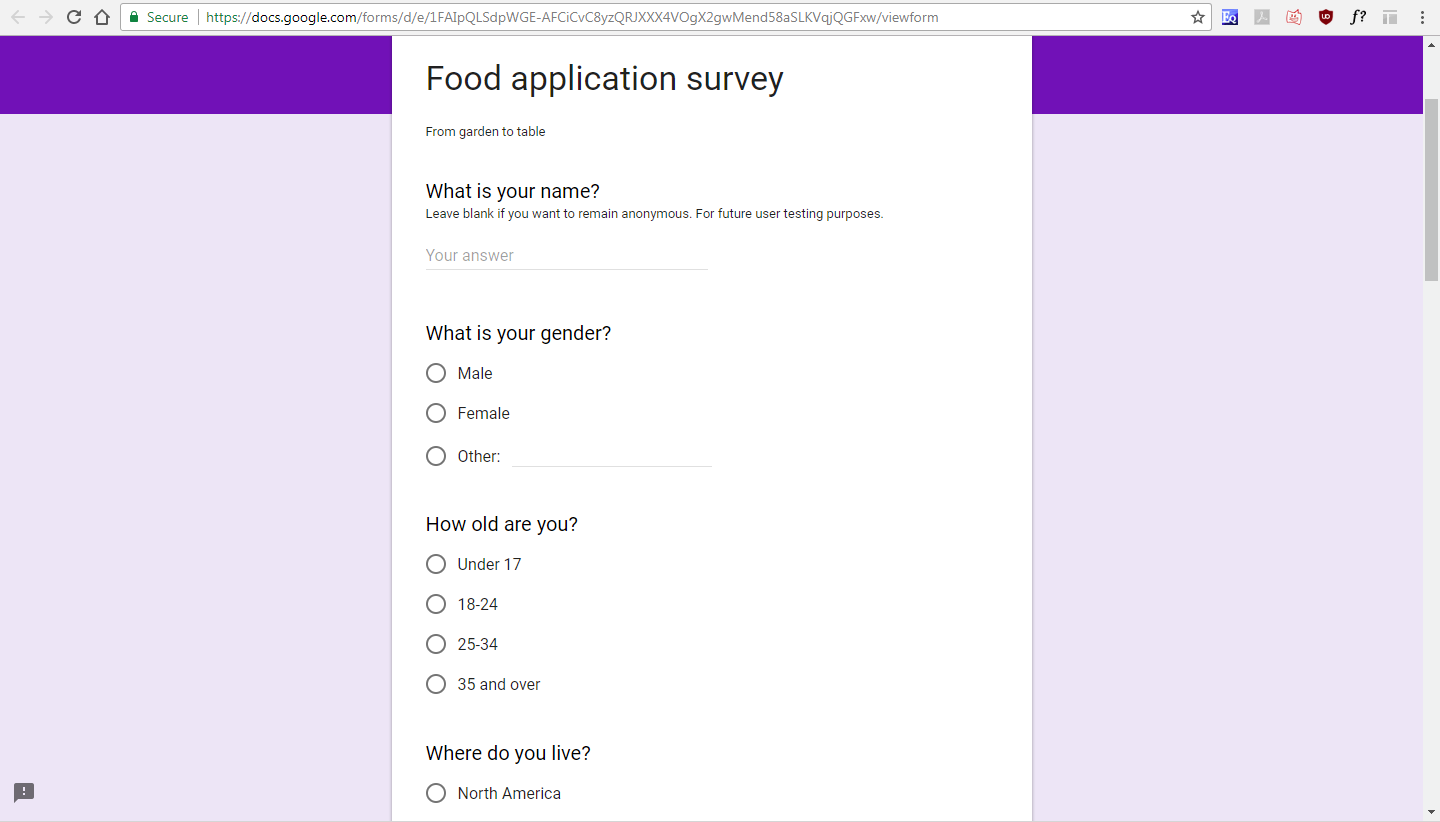 Secure
https://docs.google.com/forms/d/e/1FAIpQLSdpWGE-AFCiCvC8yzQRJXXX4VOgX2gwMend58aSLKVqjQGFxw/viewform
EQ
UD
f?
Food application survey
From garden to table
What is your name?
Leave blank if you want to remain anonymous. For future user testing purposes.
Your answer
What is your gender?
Male
Female
Other:
How old are you?
Under 17
18-24
25-34
35 and over
Where do you live?
North America